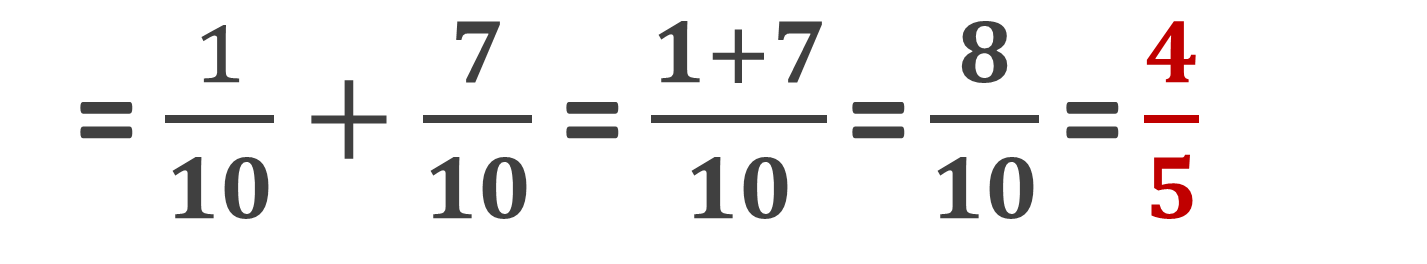 = 1/10 + 7/10 = 1+7/10 = 8/10 = 4/5